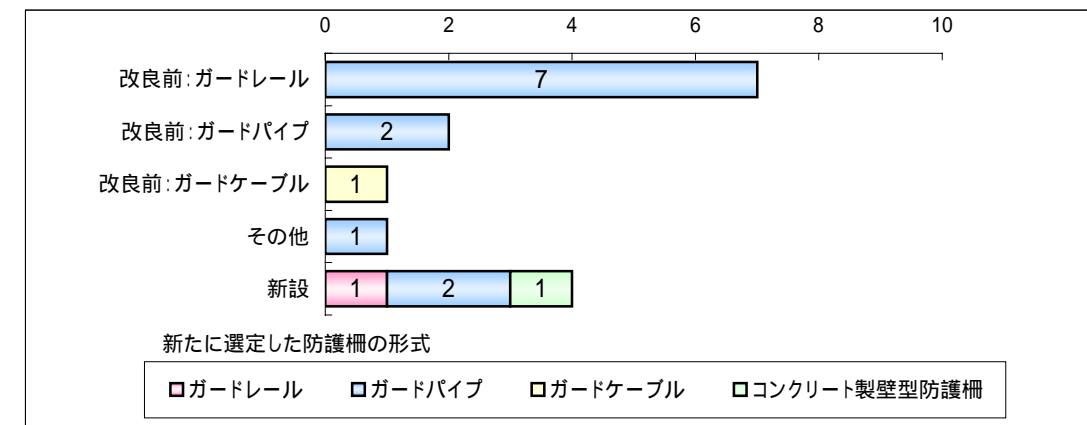 0 2 4 6 8 10
改良前:ガードレール 7
改良前:ガードパイプ 2
改良前:ガードケーブル 1
その他 1
新設 1 2 1
新たに選定した防護柵の形式
ガードレール ガードパイプ ガードケーブル コンクリート製壁型防護柵